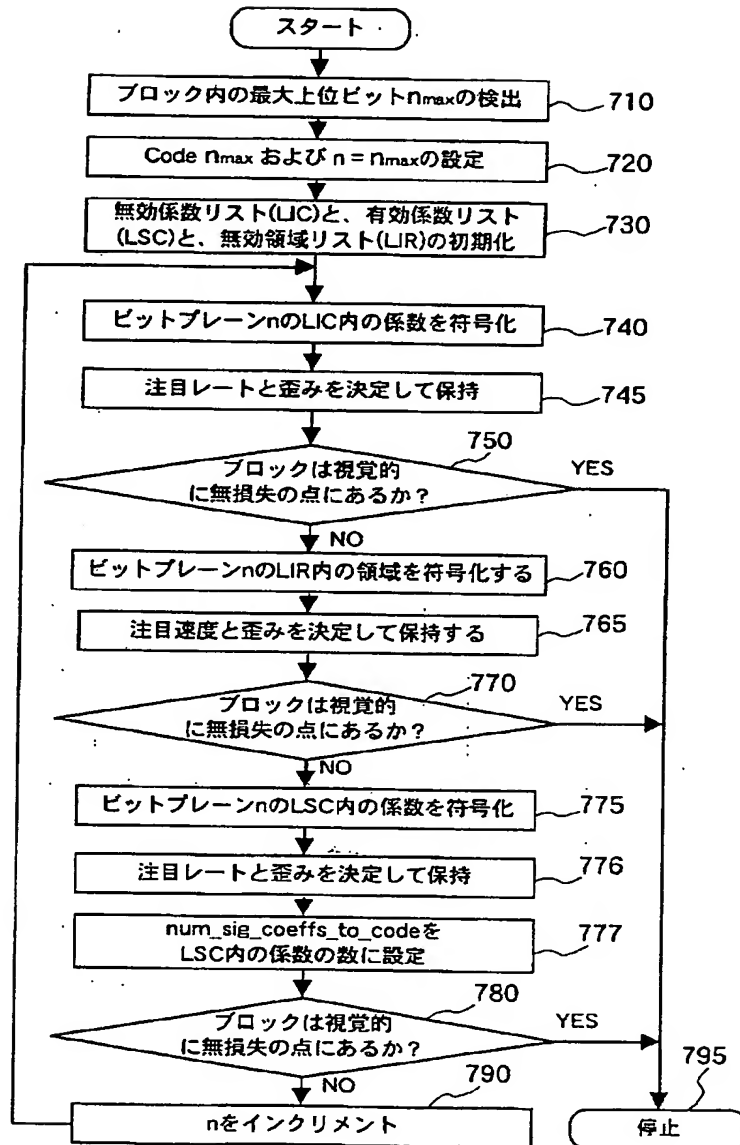 スタート
ブロック内の最大上位ビットnmaxの検出
710
Code nmax および n = nmaxの設定
720
無効係数リスト(LIC)と、有効係数リスト
(LSC)と、無効領域リスト(LIR)の初期化
730
ビットプレーンnのLIC内の係数を符号化
740
注目レートと歪みを決定して保持
745
750
ブロックは視覚的
に無損失の点にあるか？
YES
NO
ビットプレーンnのLIR内の領域を符号化する
760
注目速度と歪みを決定して保持する
765
770
ブロックは視覚的
に無損失の点にあるか？
YES
NO
ビットプレーンnのLSC内の係数を符号化
775
注目レートと歪みを決定して保持
776
num_sig_coeffs_to_codeを
LSC内の係数の数に設定
777
780
ブロックは視覚的
に無損失の点にあるか？
YES
NO
790
nをインクリメント
795
停止